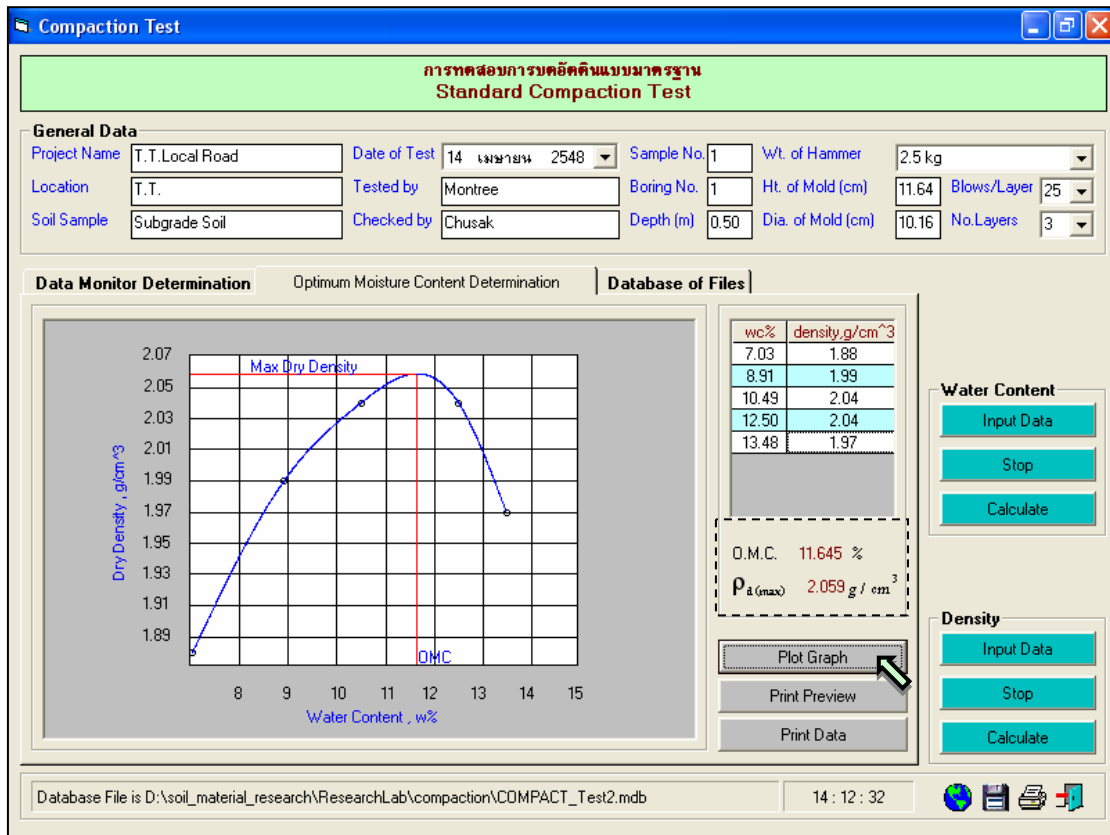 Compaction Test
การทดสอบการบดอัดดินแบบมาตรฐาน
Standard Compaction Test
General Data
Project Name T.T.Local Road Date of Test 14 เมษายน 2548 Sample No. 1 Wt. of Hammer 2.5 kg
Location T.T. Tested by Montree Boring No. 1 Ht. of Mold (cm) 11.64 Blows/Layer 25
Soil Sample Subgrade Soil Checked by Chusak Depth (m) 0.50 Dia. of Mold (cm) 10.16 No.Layers 3
Data Monitor Determination Optimum Moisture Content Determination Database of Files
2.07
2.05
2.03
2.01
1.99
1.97
1.95
1.93
1.91
1.89
Dry Density , g/cm^3
Max Dry Density
OMC
8 9 10 11 12 13 14 15
Water Content , w%
wc% density,g/cm^3
7.03 1.88
8.91 1.99
10.49 2.04
12.50 2.04
13.48 1.97
O.M.C. 11.645 %
ρd (max) 2.059 g / cm3
Plot Graph
Print Preview
Print Data
Water Content
Input Data
Stop
Calculate
Density
Input Data
Stop
Calculate
Database File is D:\soil_material_research\ResearchLab\compaction\COMPACT_Test2.mdb 14 : 12 : 32